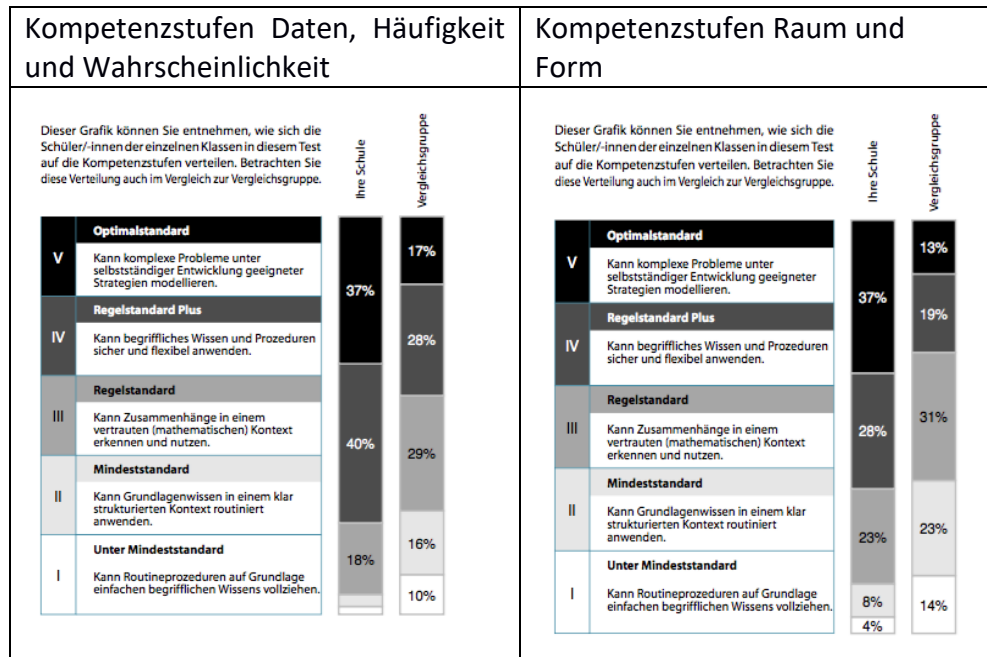 Kompetenzstufen Daten, Häufigkeit
und Wahrscheinlichkeit
Dieser Grafik können Sie entnehmen, wie sich die
Schüler/-innen der einzelnen Klassen in diesem Test
auf die Kompetenzstufen verteilen. Betrachten Sie
diese Verteilung auch im Vergleich zur Vergleichsgruppe.
Ihre Schule
Vergleichsgruppe
V
Optimalstandard
Kann komplexe Probleme unter
selbstständiger Entwicklung geeigneter
Strategien modellieren.
IV
Regelstandard Plus
Kann begriffliches Wissen und Prozeduren
sicher und flexibel anwenden.
III
Regelstandard
Kann Zusammenhänge in einem
vertrauten (mathematischen) Kontext
erkennen und nutzen.
II
Mindeststandard
Kann Grundlagenwissen in einem klar
strukturierten Kontext routiniert
anwenden.
I
Unter Mindeststandard
Kann Routineprozeduren auf Grundlage
einfachen begrifflichen Wissens vollziehen.
37%
40%
18%
17%
28%
29%
16%
10%
Kompetenzstufen Raum und
Form
Dieser Grafik können Sie entnehmen, wie sich die
Schüler/-innen der einzelnen Klassen in diesem Test
auf die Kompetenzstufen verteilen. Betrachten Sie
diese Verteilung auch im Vergleich zur Vergleichsgruppe.
Ihre Schule
Vergleichsgruppe
V
Optimalstandard
Kann komplexe Probleme unter
selbstständiger Entwicklung geeigneter
Strategien modellieren.
IV
Regelstandard Plus
Kann begriffliches Wissen und Prozeduren
sicher und flexibel anwenden.
III
Regelstandard
Kann Zusammenhänge in einem
vertrauten (mathematischen) Kontext
erkennen und nutzen.
II
Mindeststandard
Kann Grundlagenwissen in einem klar
strukturierten Kontext routiniert
anwenden.
I
Unter Mindeststandard
Kann Routineprozeduren auf Grundlage
einfachen begrifflichen Wissens vollziehen.
37%
28%
23%
8%
4%
13%
19%
31%
23%
14%